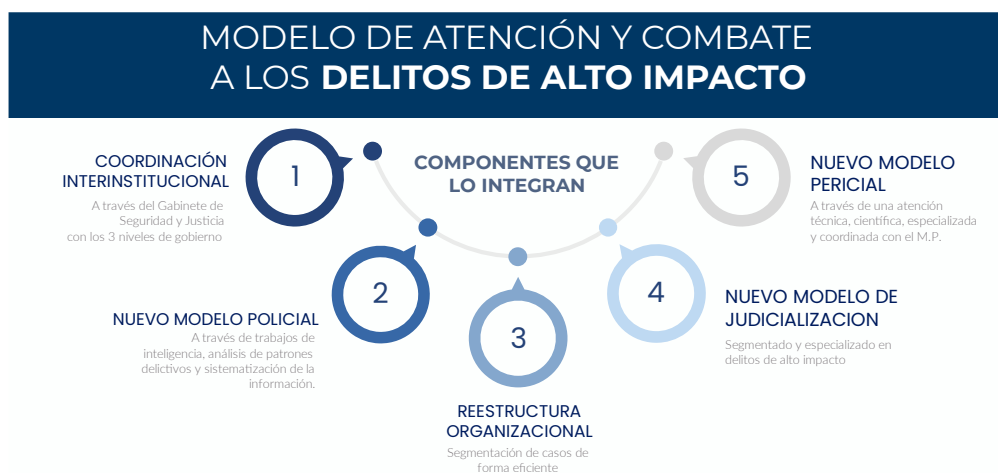 MODELO DE ATENCIÓN Y COMBATE
A LOS DELITOS DE ALTO IMPACTO
COMPONENTES QUE
LO INTEGRAN
1
COORDINACIÓN
INTERINSTITUCIONAL
A través del Gabinete de
Seguridad y Justicia
con los 3 niveles de gobierno
2
NUEVO MODELO POLICIAL
A través de trabajos de
inteligencia, análisis de patrones
delictivos y sistematización de la
información.
3
REESTRUCTURA
ORGANIZACIONAL
Segmentación de casos de
forma eficiente
4
NUEVO MODELO DE
JUDICIALIZACION
Segmentado y especializado en
delitos de alto impacto
5
NUEVO MODELO
PERICIAL
A través de una atención
técnica, científica, especializada
y coordinada con el M.P.